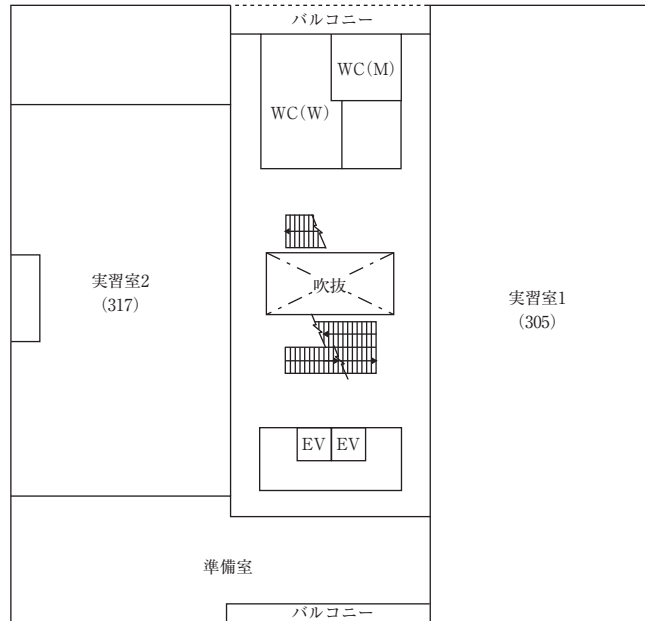 バルコニー
WC(M)
WC(W)
吹抜
実習室2
(317)
実習室1
(305)
EV EV
準備室
バルコニー